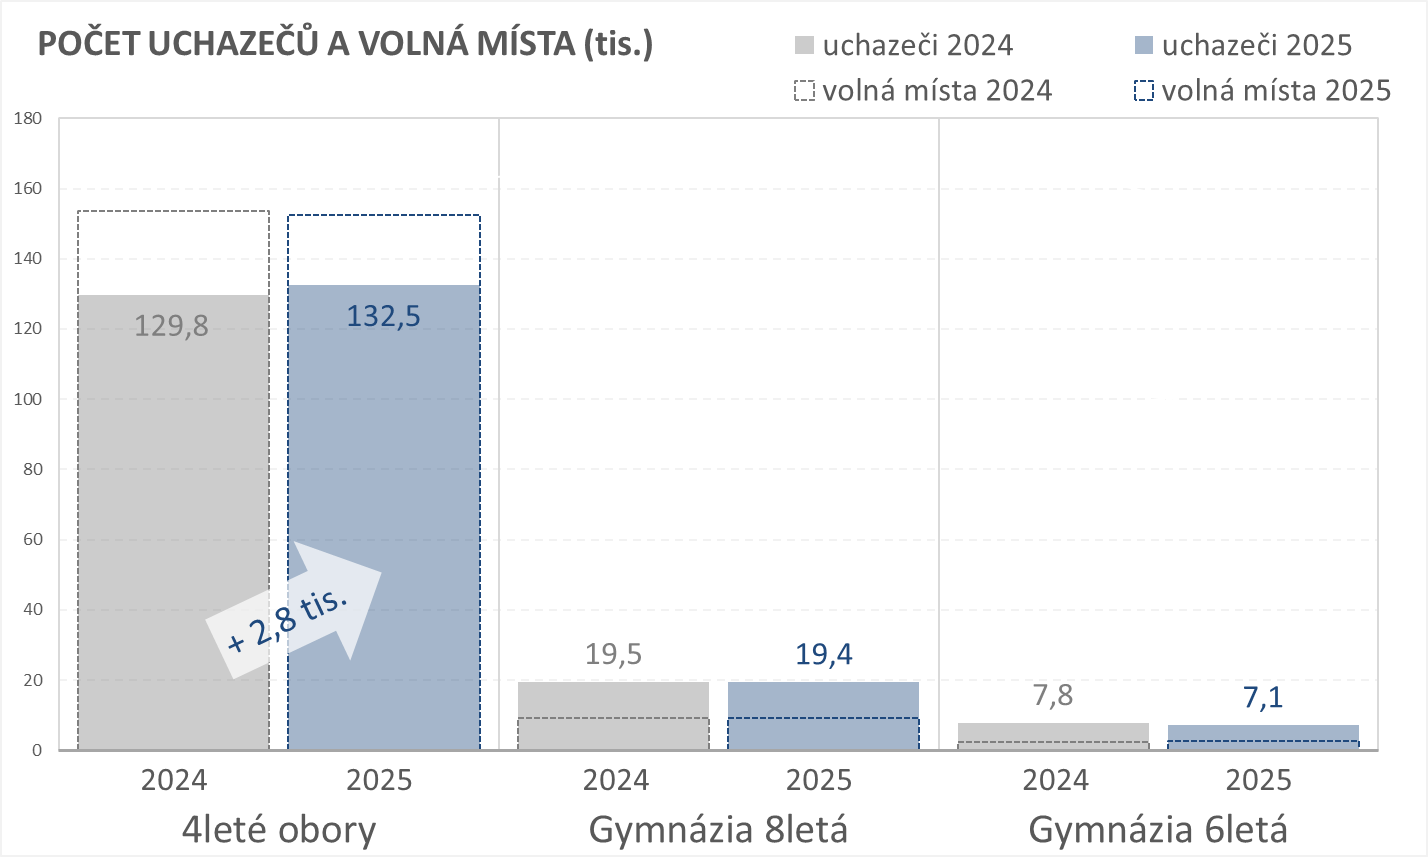 POČET UCHAZEČŮ A VOLNÁ MÍSTA (tis.)
uchazeči 2024
uchazeči 2025
volná místa 2024
volná místa 2025
180
160
140
120
100
80
60
40
20
0
129,8
132,5
+ 2,8 tis.
19,5
19,4
7,8
7,1
2024
2025
2024
2025
2024
2025
4leté obory
Gymnázia 8letá
Gymnázia 6letá